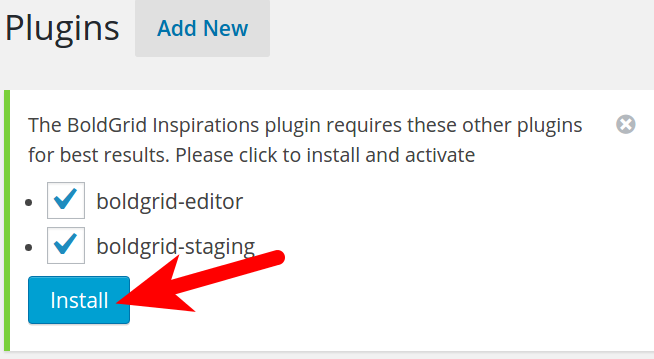 Plugins Add New
The BoldGrid Inspirations plugin requires these other plugins
for best results. Please click to install and activate
boldgrid-editor
boldgrid-staging
Install